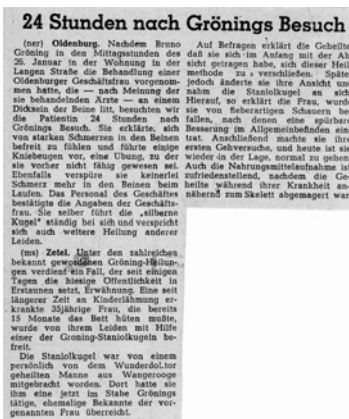 24 Stunden nach Grönings Besuch
(ner) Oldenburg. Nachdem Bruno
Gröning in den Mittagsstunden des
26. Januar in der Wohnung in der
Langen Straße die Behandlung einer
Oldenburger Geschäftsfrau vorgenom-
men hatte, die — nach Meinung der
sie behandelnden Ärzte — an einem
Dicksein der Beine litt, besuchten wir
die Patientin 24 Stunden nach
Grönings Besuch. Sie erklärte, sich
von starken Schmerzen in den Beinen
befreit zu fühlen und führte einige
Kniebeugen vor, eine Übung, zu der
sie vorher nicht fähig gewesen sei.
Ebenfalls verspüre sie keinerlei
Schmerz mehr in den Beinen beim
Laufen. Das Personal des Geschäftes
bestätigte die Angaben der Geschäfts-
frau. Sie selber führt die „silberne
Kugel" ständig bei sich und verspricht
sich auch weitere Heilung anderer
Leiden.
(ms) Zetel. Unter den zahlreichen
bekannt gewordenen Gröning-Heilun-
gen verdient ein Fall, der seit einigen
Tagen die hiesige Öffentlichkeit in
Erstaunen setzt, Erwähnung. Eine seit
längerer Zeit an Kinderlähmung er-
krankte 35jährige Frau, die bereits
15 Monate das Bett hüten mußte,
wurde von ihrem Leiden mit Hilfe
einer der Gröning-Staniolkugeln be-
freit.
Die Staniolkugel war von einem
persönlich von dem Wunderdoktor
geheilten Manne aus Wangerooge
mitgebracht worden. Dort hatte sie
ihm eine jetzt im Stabe Grönings
tätige, ehemalige Bekannte der vor-
genannten Frau überreicht.
Auf Befragen erklärt die Geheilte
daß sie sich im Anfang mit der Ab
sicht getragen habe, sich dieser Heil
methode zu verschließen. Späte
jedoch änderte sie ihre Ansicht un
nahm die Staniolkugel an sich
Hierauf, so erklärt die Frau, wurd
sie von fieberartigen Schauern be
fallen, nach denen eine spürbar
Besserung im Allgemeinbefinden ein
trat. Anschließend machte sie ihre
ersten Gehversuche, und heute ist sie
wieder in der Lage, normal zu gehen
Auch die Nahrungsmittelaufnahme is
zufriedenstellend, nachdem die Ge
heilte während ihrer Krankheit an
nähernd zum Skelett abgemagert war